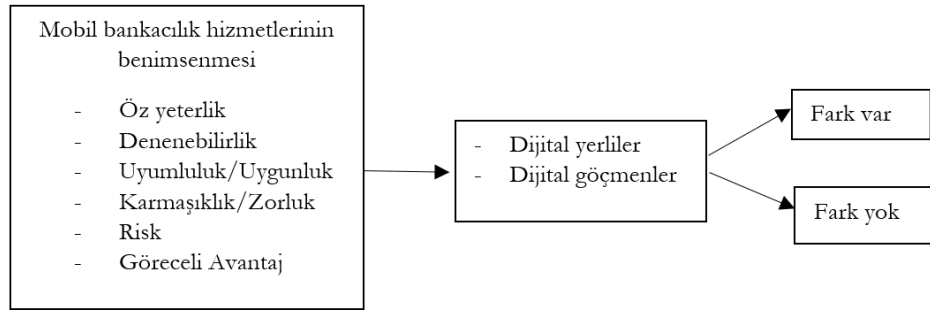 Mobil bankacılık hizmetlerinin
benimsenmesi
- Öz yeterlik
- Denenebilirlik
- Uyumluluk/Uygunluk
- Karmaşıklık/Zorluk
- Risk
- Göreceli Avantaj
- Dijital yerliler
- Dijital göçmenler
Fark var
Fark yok